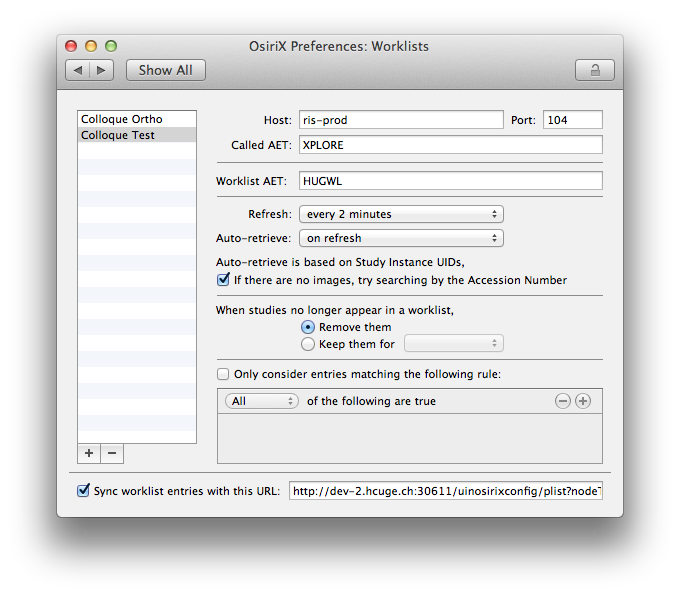 OsiriX Preferences: Worklists
Show All
Colloque Ortho
Colloque Test
Host: ris-prod Port: 104
Called AET: XPLORE
Worklist AET: HUGWL
Refresh: every 2 minutes
Auto-retrieve: on refresh
Auto-retrieve is based on Study Instance UIDs,
If there are no images, try searching by the Accession Number
When studies no longer appear in a worklist,
Remove them
Keep them for
Only consider entries matching the following rule:
All of the following are true
Sync worklist entries with this URL: http://dev-2.hcuge.ch:30611/uinosirixconfig/plist?nodeT